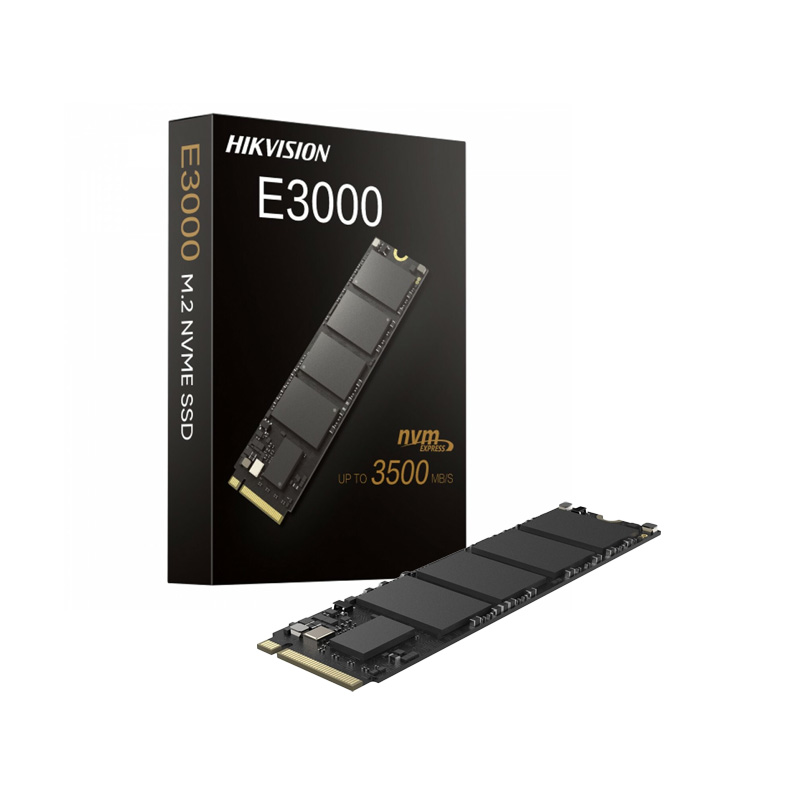 HIKVISION
E3000
nvm
EXPRESS
UP TO 3500 MB/S
E3000 M.2 NVME SSD